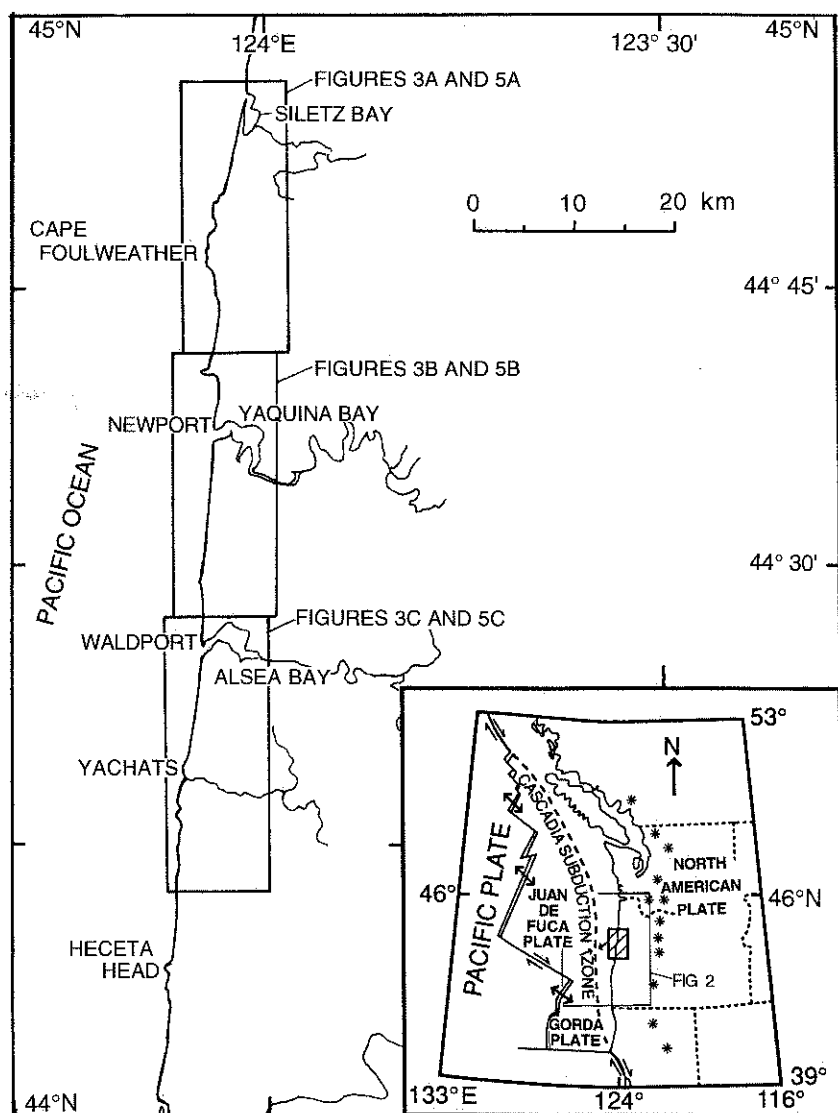 45°N
124°E
123° 30'
45°N
FIGURES 3A AND 5A
SILETZ BAY
0 10 20 km
CAPE
FOULWEATHER
44° 45'
FIGURES 3B AND 5B
NEWPORT
YAQUINA BAY
PACIFIC OCEAN
44° 30'
FIGURES 3C AND 5C
WALDPORT
ALSEA BAY
YACHATS
HECETA
HEAD
44°N
53°
N
CASCADIA SUBDUCTION ZONE
PACIFIC PLATE
NORTH
AMERICAN
PLATE
46°
46°N
JUAN
DE
FUCA
PLATE
FIG 2
GORDA
PLATE
39°
133°E
124°
116°